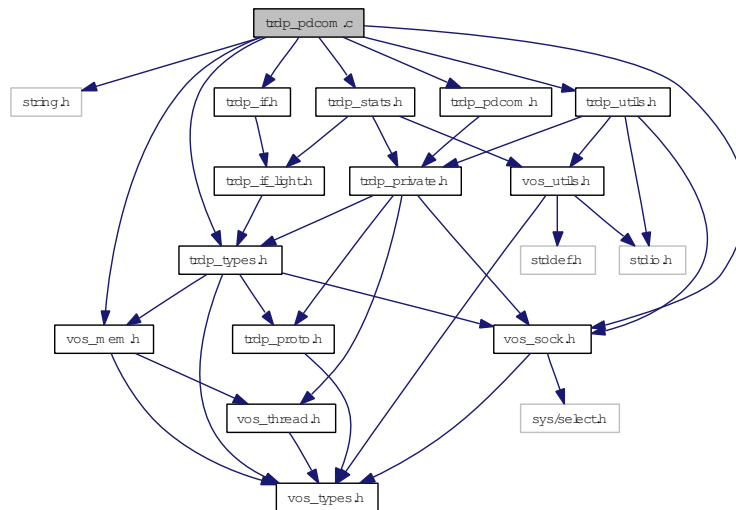 trdp_pdcom.c
string.h
trdp_if.h
trdp_stats.h
trdp_pdcom.h
trdp_utils.h
trdp_if_light.h
trdp_private.h
vos_utils.h
trdp_types.h
stddef.h
stdio.h
vos_mem.h
trdp_proto.h
vos_sock.h
vos_thread.h
sys/select.h
vos_types.h